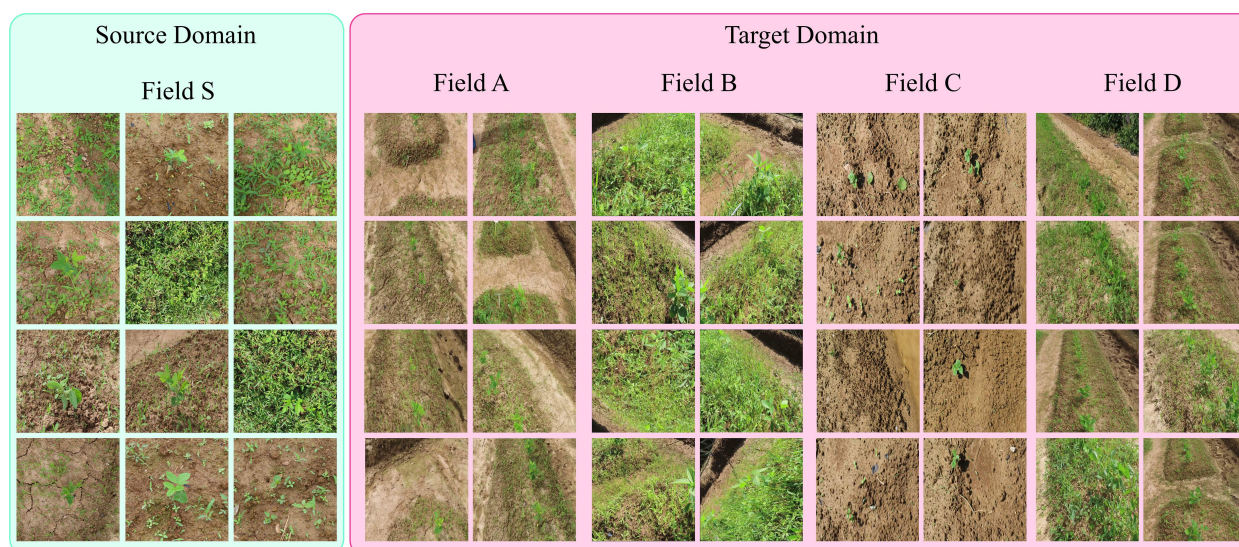 Source Domain
Target Domain
Field S
Field A
Field B
Field C
Field D